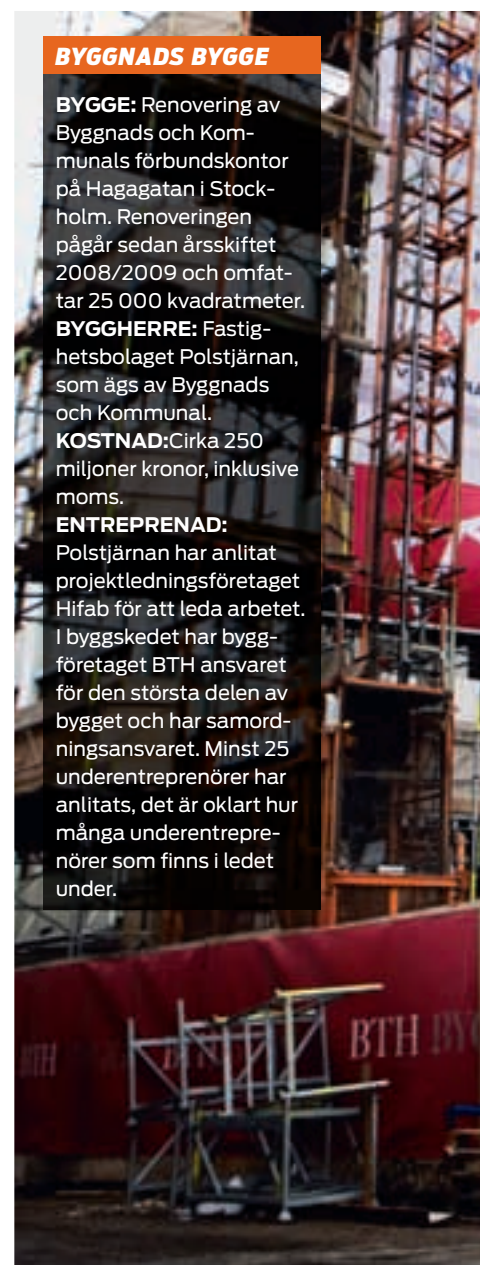 BYGGNADS BYGGE
BYGGE: Renovering av
Byggnads och Kom-
munals förbundskontor
på Hagagatan i Stock-
holm. Renoveringen
pågår sedan årsskiftet
2008/2009 och omfat-
tar 25 000 kvadratmeter.
BYGGHERRE: Fastig-
hetsbolaget Polstjärnan,
som ägs av Byggnads
och Kommunal.
KOSTNAD:Cirka 250
miljoner kronor, inklusive
moms.
ENTREPRENAD:
Polstjärnan har anlitat
projektledningsföretaget
Hifab för att leda arbetet.
I byggskedet har bygg-
företaget BTH ansvaret
för den största delen av
bygget och har samord-
ningsansvaret. Minst 25
underentreprenörer har
anlitats, det är oklart hur
många underentrepre-
nörer som finns i ledet
under.
BTH
BTH BYG